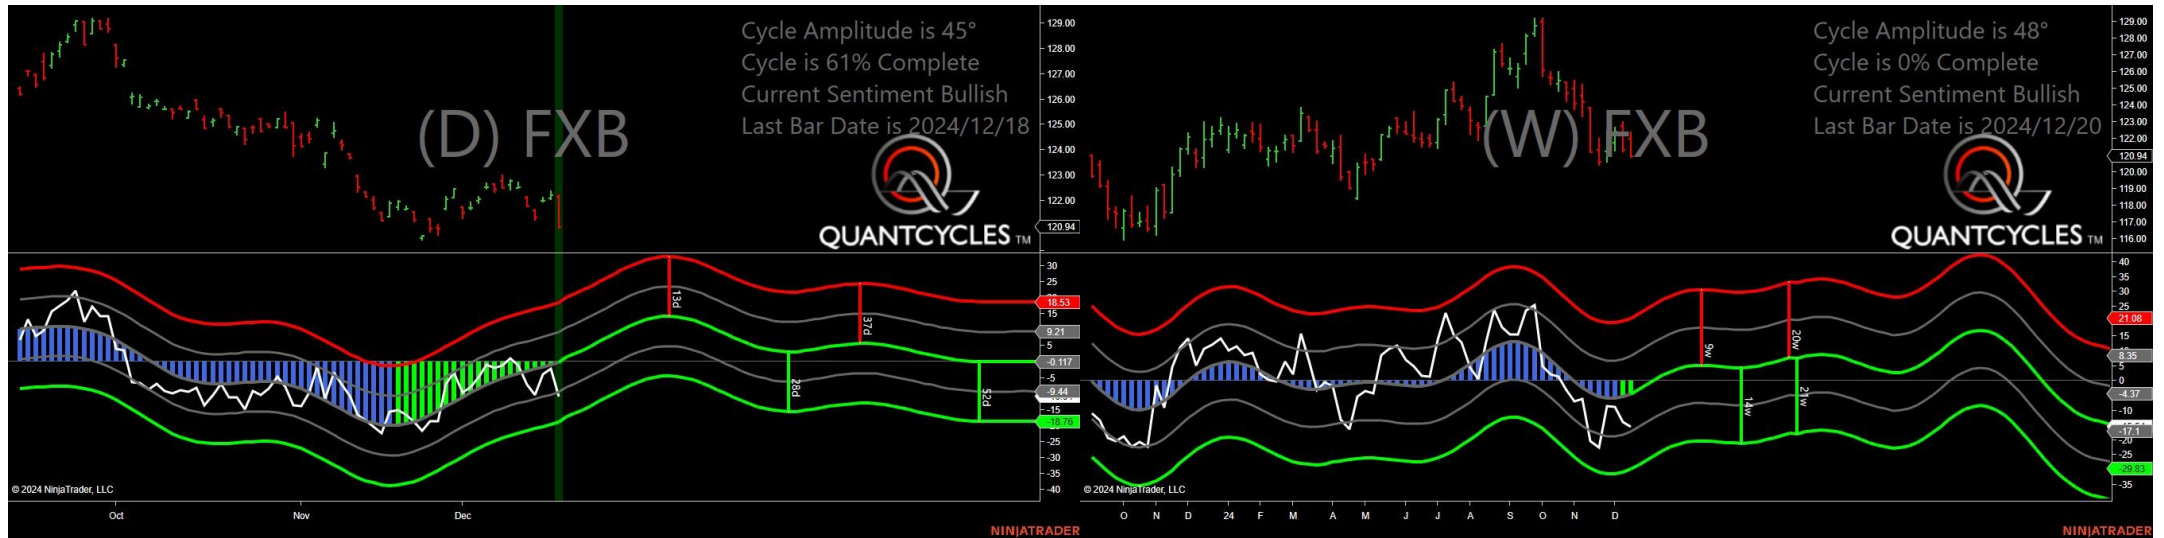 Cycle Amplitude is 45°
Cycle is 61% Complete
Current Sentiment Bullish
Last Bar Date is 2024/12/18
(D) FXB
QUANTCYCLES TM
129.00
128.00
127.00
126.00
125.00
124.00
123.00
122.00
120.94
30
25
18.53
15
9.21
5
-0.117
-5
-9.44
-15
-18.76
-25
-30
-35
-40
13d
37d
28d
52d
© 2024 NinjaTrader, LLC
Oct Nov Dec
NINJATRADER
Cycle Amplitude is 48°
Cycle is 0% Complete
Current Sentiment Bullish
Last Bar Date is 2024/12/20
(W) FXB
QUANTCYCLES TM
129.00
128.00
127.00
126.00
125.00
124.00
123.00
122.00
120.94
120.00
119.00
118.00
117.00
116.00
40
35
30
25
21.08
15
8.35
5
0
-4.37
-10
-17.1
-20
-25
-29.83
-35
9w
20w
14w
21w
© 2024 NinjaTrader, LLC
O N D 24 F M A M J J A S O N D
NINJATRADER